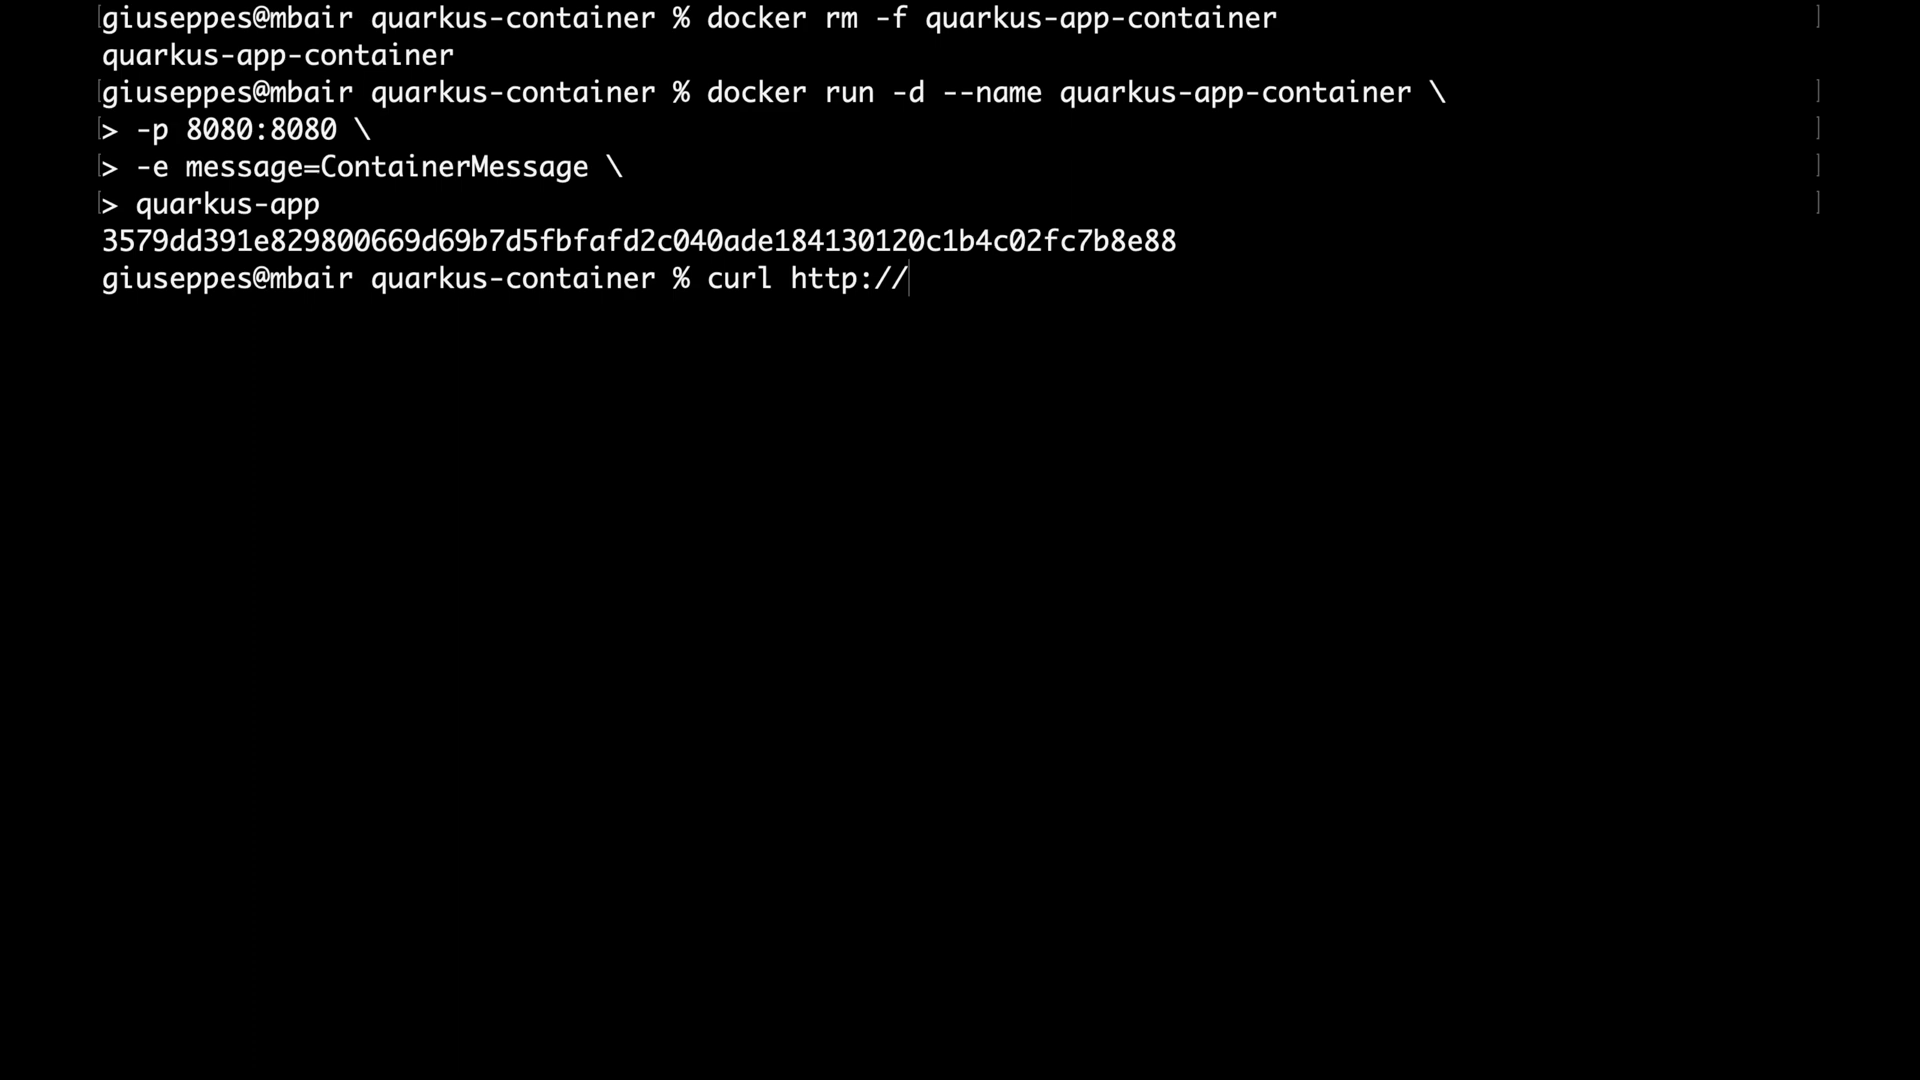 giuseppes@mbair quarkus-container % docker rm -f quarkus-app-container
quarkus-app-container
giuseppes@mbair quarkus-container % docker run -d --name quarkus-app-container \
> -p 8080:8080 \
> -e message=ContainerMessage \
> quarkus-app
3579dd391e829800669d69b7d5fbfafd2c040ade184130120c1b4c02fc7b8e88
giuseppes@mbair quarkus-container % curl http://